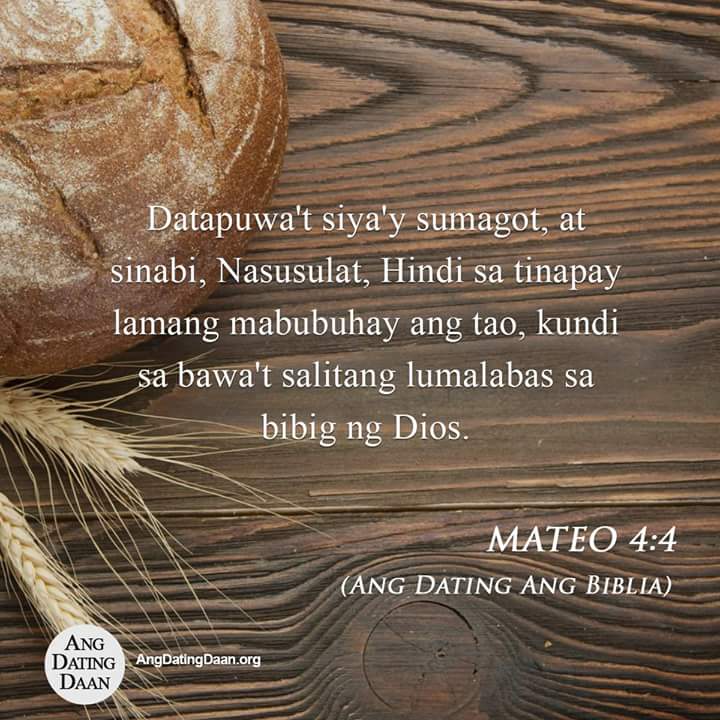 Datapuwa't siya'y sumagot, at
sinabi, Nasusulat, Hindi sa tinapay
lamang mabubuhay ang tao, kundi
sa bawa't salitang lumalabas sa
bibig ng Dios.
MATEO 4:4
(ANG DATING ANG BIBLIA)
ANG
DATING
DAAN
AngDatingDaan.org